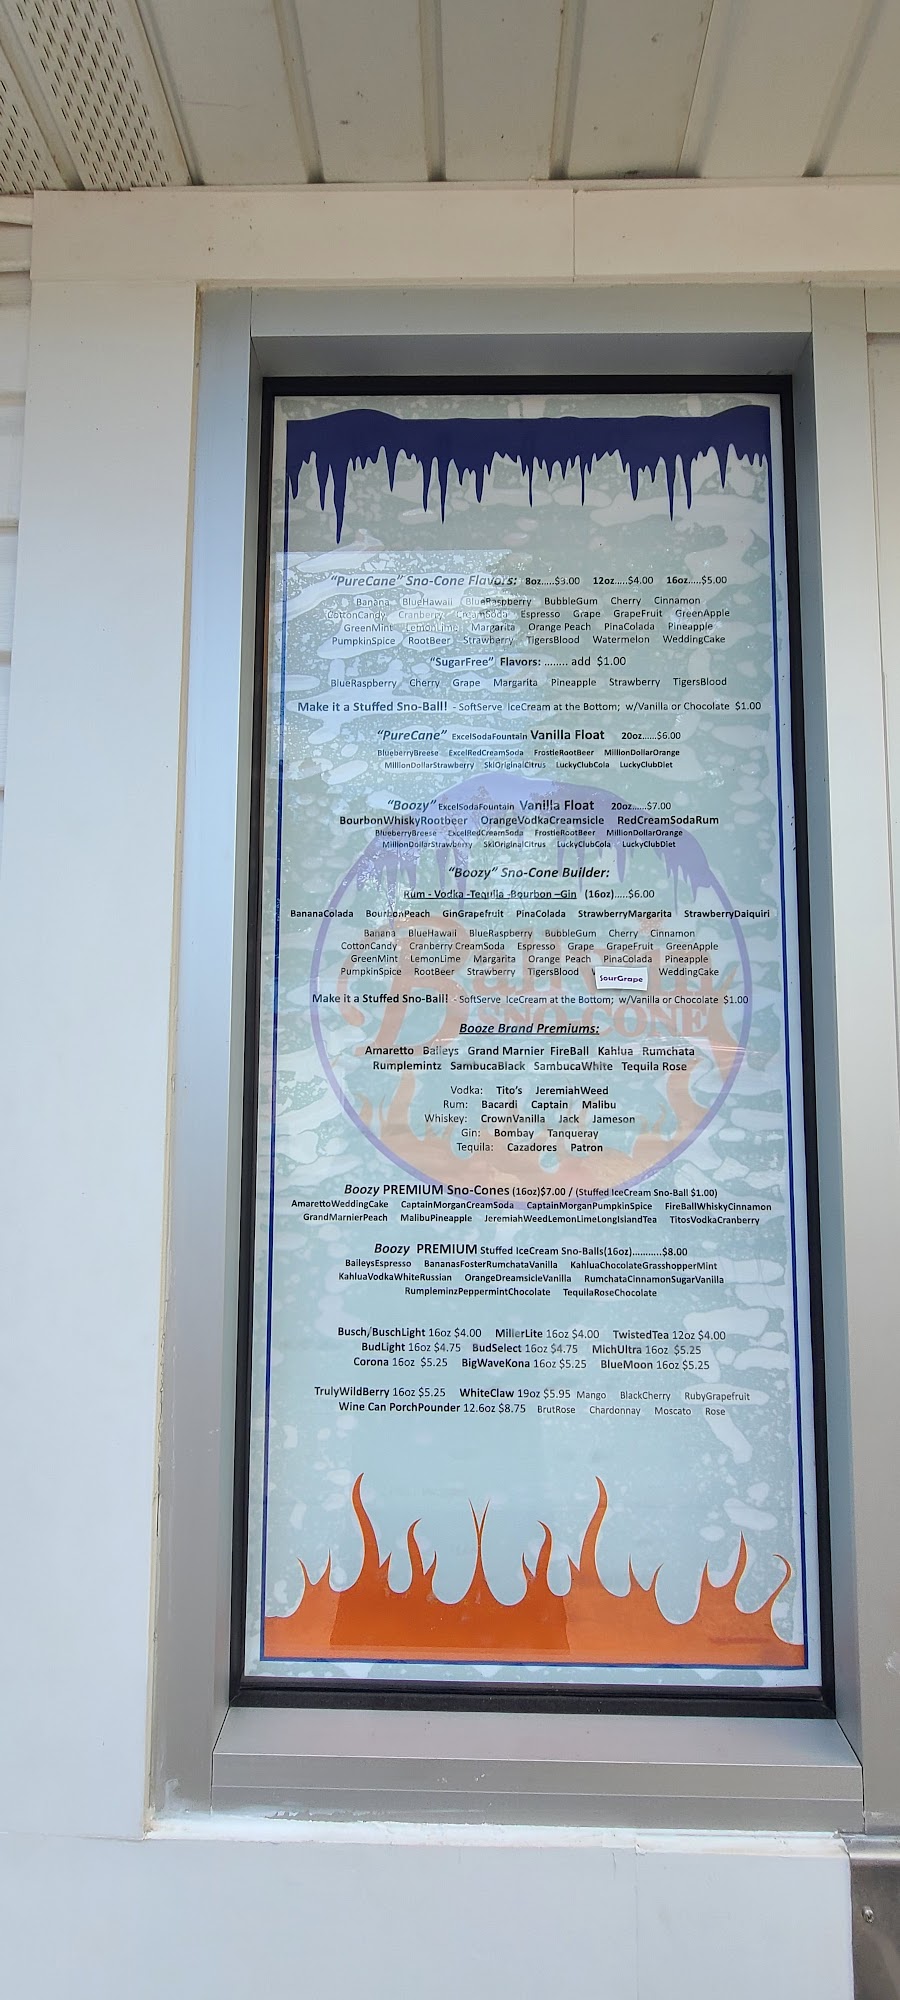 "PureCane" Sno-Cone Flavors: 8oz.....$3.00 12oz.....$4.00 16oz.....$5.00
Banana BlueHawaii BlueRaspberry BubbleGum Cherry Cinnamon
CottonCandy Cranberry CreamSoda Espresso Grape GrapeFruit GreenApple
GreenMint LemonLime Margarita Orange Peach PinaColada Pineapple
PumpkinSpice RootBeer Strawberry TigersBlood Watermelon WeddingCake
"SugarFree" Flavors: ........ add $1.00
BlueRaspberry Cherry Grape Margarita Pineapple Strawberry TigersBlood
Make it a Stuffed Sno-Ball! - SoftServe IceCream at the Bottom; w/Vanilla or Chocolate $1.00
"PureCane" ExcelSodaFountain Vanilla Float 20oz......$6.00
BlueberryBreese ExcelRedCreamSoda FrostieRootBeer MillionDollarOrange
MillionDollarStrawberry SkiOriginalCitrus LuckyClubCola LuckyClubDiet
"Boozy" ExcelSodaFountain Vanilla Float 20oz......$7.00
BourbonWhiskyRootbeer OrangeVodkaCreamsicle RedCreamSodaRum
BlueberryBreese ExcelRedCreamSoda FrostieRootBeer MillionDollarOrange
MillionDollarStrawberry SkiOriginalCitrus LuckyClubCola LuckyClubDiet
"Boozy" Sno-Cone Builder:
Rum - Vodka -Tequila -Bourbon –Gin (16oz).....$6.00
BananaColada BourbonPeach GinGrapefruit PinaColada StrawberryMargarita StrawberryDaiquiri
Banana BlueHawaii BlueRaspberry BubbleGum Cherry Cinnamon
CottonCandy Cranberry CreamSoda Espresso Grape GrapeFruit GreenApple
GreenMint LemonLime Margarita Orange Peach PinaColada Pineapple
PumpkinSpice RootBeer Strawberry TigersBlood SourGrape WeddingCake
Make it a Stuffed Sno-Ball! - SoftServe IceCream at the Bottom; w/Vanilla or Chocolate $1.00
SNO-CONE
Booze Brand Premiums:
Amaretto Baileys Grand Marnier FireBall Kahlua Rumchata
Rumplemintz SambucaBlack SambucaWhite Tequila Rose
Vodka: Tito's JeremiahWeed
Rum: Bacardi Captain Malibu
Whiskey: CrownVanilla Jack Jameson
Gin: Bombay Tanqueray
Tequila: Cazadores Patron
Boozy PREMIUM Sno-Cones (16oz)$7.00 / (Stuffed IceCream Sno-Ball $1.00)
AmarettoWeddingCake CaptainMorganCreamSoda CaptainMorganPumpkinSpice FireBallWhiskyCinnamon
GrandMarnierPeach MalibuPineapple JeremiahWeedLemonLimeLongIslandTea TitosVodkaCranberry
Boozy PREMIUM Stuffed IceCream Sno-Balls(16oz)...........$8.00
BaileysEspresso BananasFosterRumchataVanilla KahluaChocolateGrasshopperMint
KahluaVodkaWhiteRussian OrangeDreamsicleVanilla RumchataCinnamonSugarVanilla
RumpleminzPeppermintChocolate TequilaRoseChocolate
Busch/BuschLight 16oz $4.00 MillerLite 16oz $4.00 TwistedTea 12oz $4.00
BudLight 16oz $4.75 BudSelect 16oz $4.75 MichUltra 16oz $5.25
Corona 16oz $5.25 BigWaveKona 16oz $5.25 BlueMoon 16oz $5.25
TrulyWildBerry 16oz $5.25 WhiteClaw 19oz $5.95 Mango BlackCherry RubyGrapefruit
Wine Can PorchPounder 12.6oz $8.75 BrutRose Chardonnay Moscato Rose